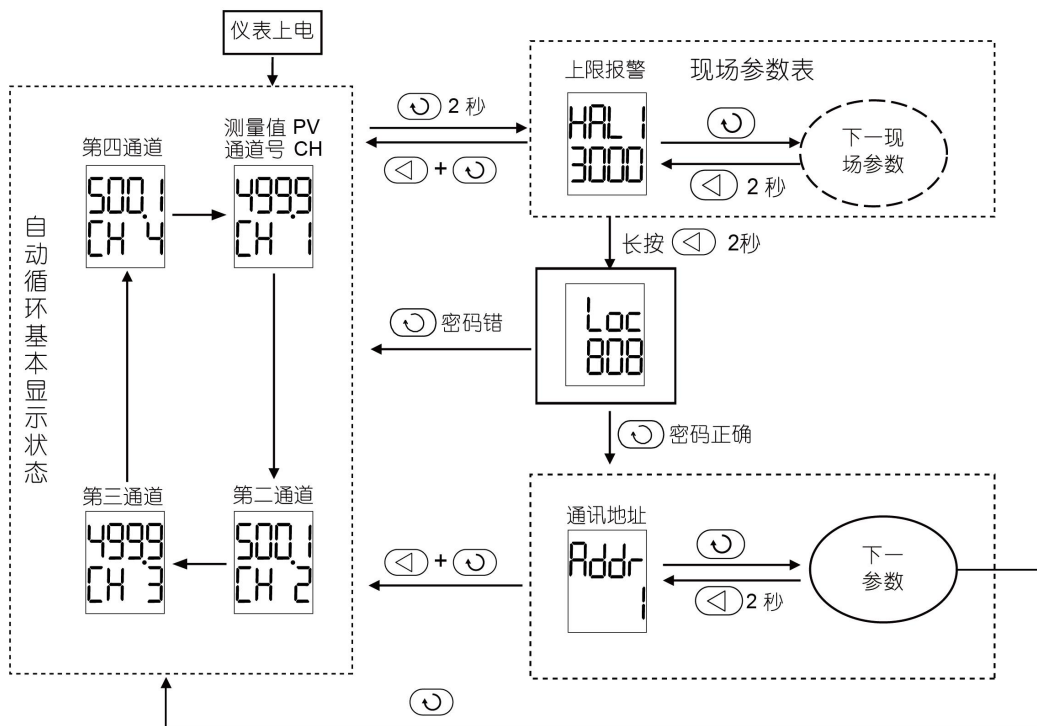 仪表上电
自动循环基本显示状态
第四通道
500.1
CH 4
测量值 PV
通道号 CH
499.9
CH 1
第三通道
499.9
CH 3
第二通道
500.1
CH 2
2 秒
+
上限报警
现场参数表
HAL 1
3000
下一现
场参数
2 秒
长按 2秒
Loc
808
密码错
密码正确
+
通讯地址
Addr
1
2 秒
下一
参数